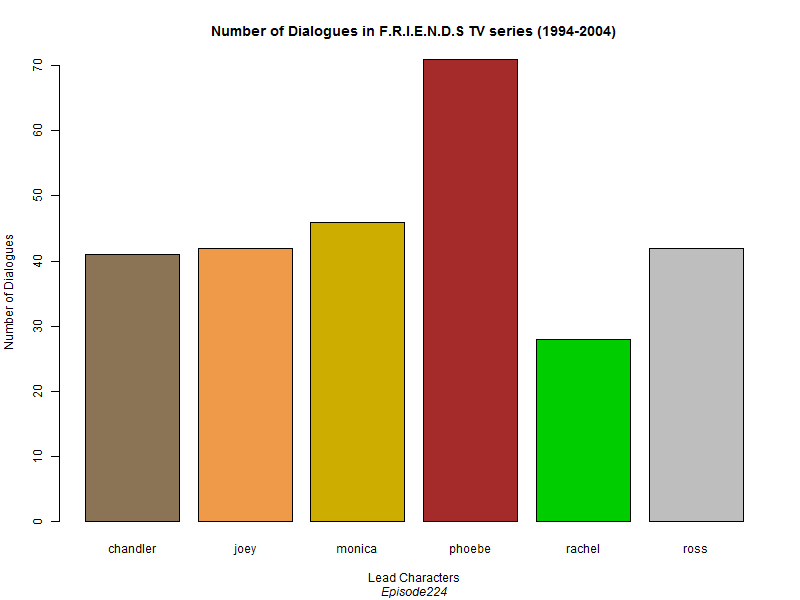 Number of Dialogues in F.R.I.E.N.D.S TV series (1994-2004)
Number of Dialogues
70
60
50
40
30
20
10
0
chandler joey monica phoebe rachel ross
Lead Characters
Episode224